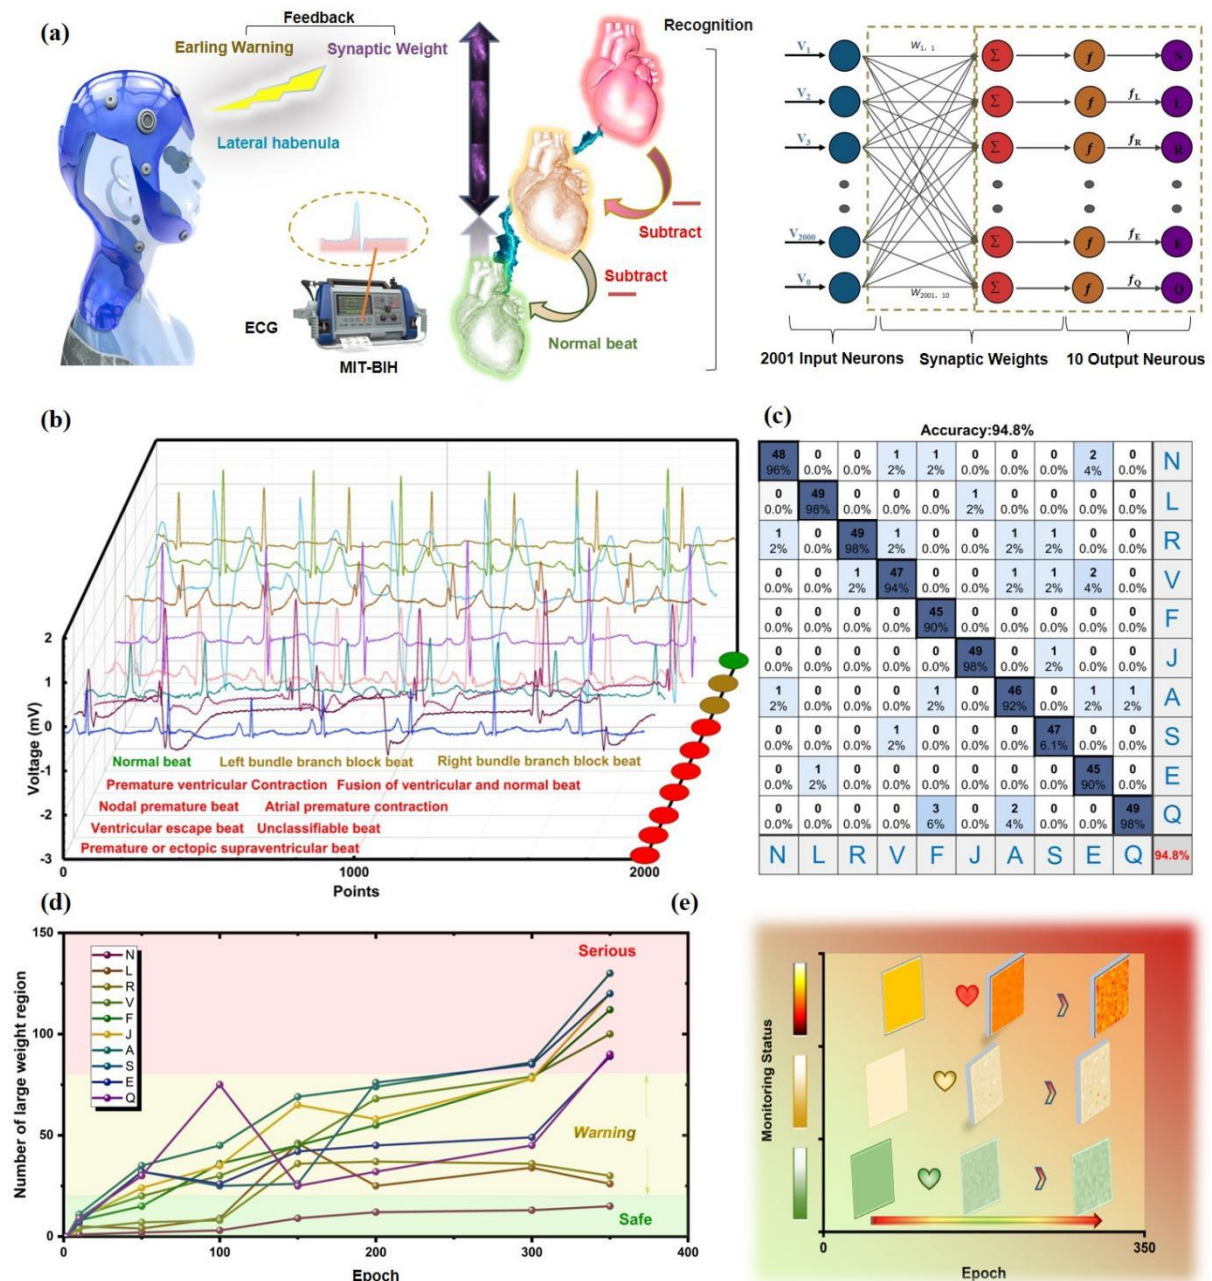 (a)
Feedback
Earling Warning
Synaptic Weight
Lateral habenula
ECG
MIT-BIH
Recognition
Subtract
Subtract
Normal beat
V1
W1, 1
Σ
f
N
V2
Σ
f
fL
L
V3
Σ
f
fR
R
V2000
Σ
f
fE
E
V0
W2001, 10
Σ
f
fQ
Q
2001 Input Neurons
Synaptic Weights
10 Output Neurous
(b)
2
1
0
-1
-2
-3
Voltage (mV)
Normal beat Left bundle branch block beat Right bundle branch block beat
Premature ventricular Contraction Fusion of ventricular and normal beat
Nodal premature beat Atrial premature contraction
Ventricular escape beat Unclassifiable beat
Premature or ectopic supraventricular beat
0 1000 2000
Points
(c)
Accuracy:94.8%
48 0 0 1 1 0 0 0 2 0 N
96% 0.0% 0.0% 2% 2% 0.0% 0.0% 0.0% 4% 0.0%
0 49 0 0 0 1 0 0 0 0 L
0.0% 98% 0.0% 0.0% 0.0% 2% 0.0% 0.0% 0.0% 0.0%
1 0 49 1 0 0 1 1 0 0 R
2% 0.0% 98% 2% 0.0% 0.0% 2% 2% 0.0% 0.0%
0 0 1 47 0 0 1 1 2 0 V
0.0% 0.0% 2% 94% 0.0% 0.0% 2% 2% 4% 0.0%
0 0 0 0 45 0 0 0 0 0 F
0.0% 0.0% 0.0% 0.0% 90% 0.0% 0.0% 0.0% 0.0% 0.0%
0 0 0 0 0 49 0 1 0 0 J
0.0% 0.0% 0.0% 0.0% 0.0% 98% 0.0% 2% 0.0% 0.0%
1 0 0 0 1 0 46 0 1 1 A
2% 0.0% 0.0% 0.0% 2% 0.0% 92% 0.0% 2% 2%
0 0 0 1 0 0 0 47 0 0 S
0.0% 0.0% 0.0% 2% 0.0% 0.0% 0.0% 6.1% 0.0% 0.0%
0 1 0 0 0 0 0 0 45 0 E
0.0% 2% 0.0% 0.0% 0.0% 0.0% 0.0% 0.0% 90% 0.0%
0 0 0 0 3 0 2 0 0 49 Q
0.0% 0.0% 0.0% 0.0% 6% 0.0% 4% 0.0% 0.0% 98%
N L R V F J A S E Q 94.8%
(d)
150
100
75
50
25
0
Number of large weight region
N
L
R
V
F
J
A
S
E
Q
Serious
Warning
Safe
0 100 200 300 400
Epoch
(e)
Monitoring Status
0 350
Epoch